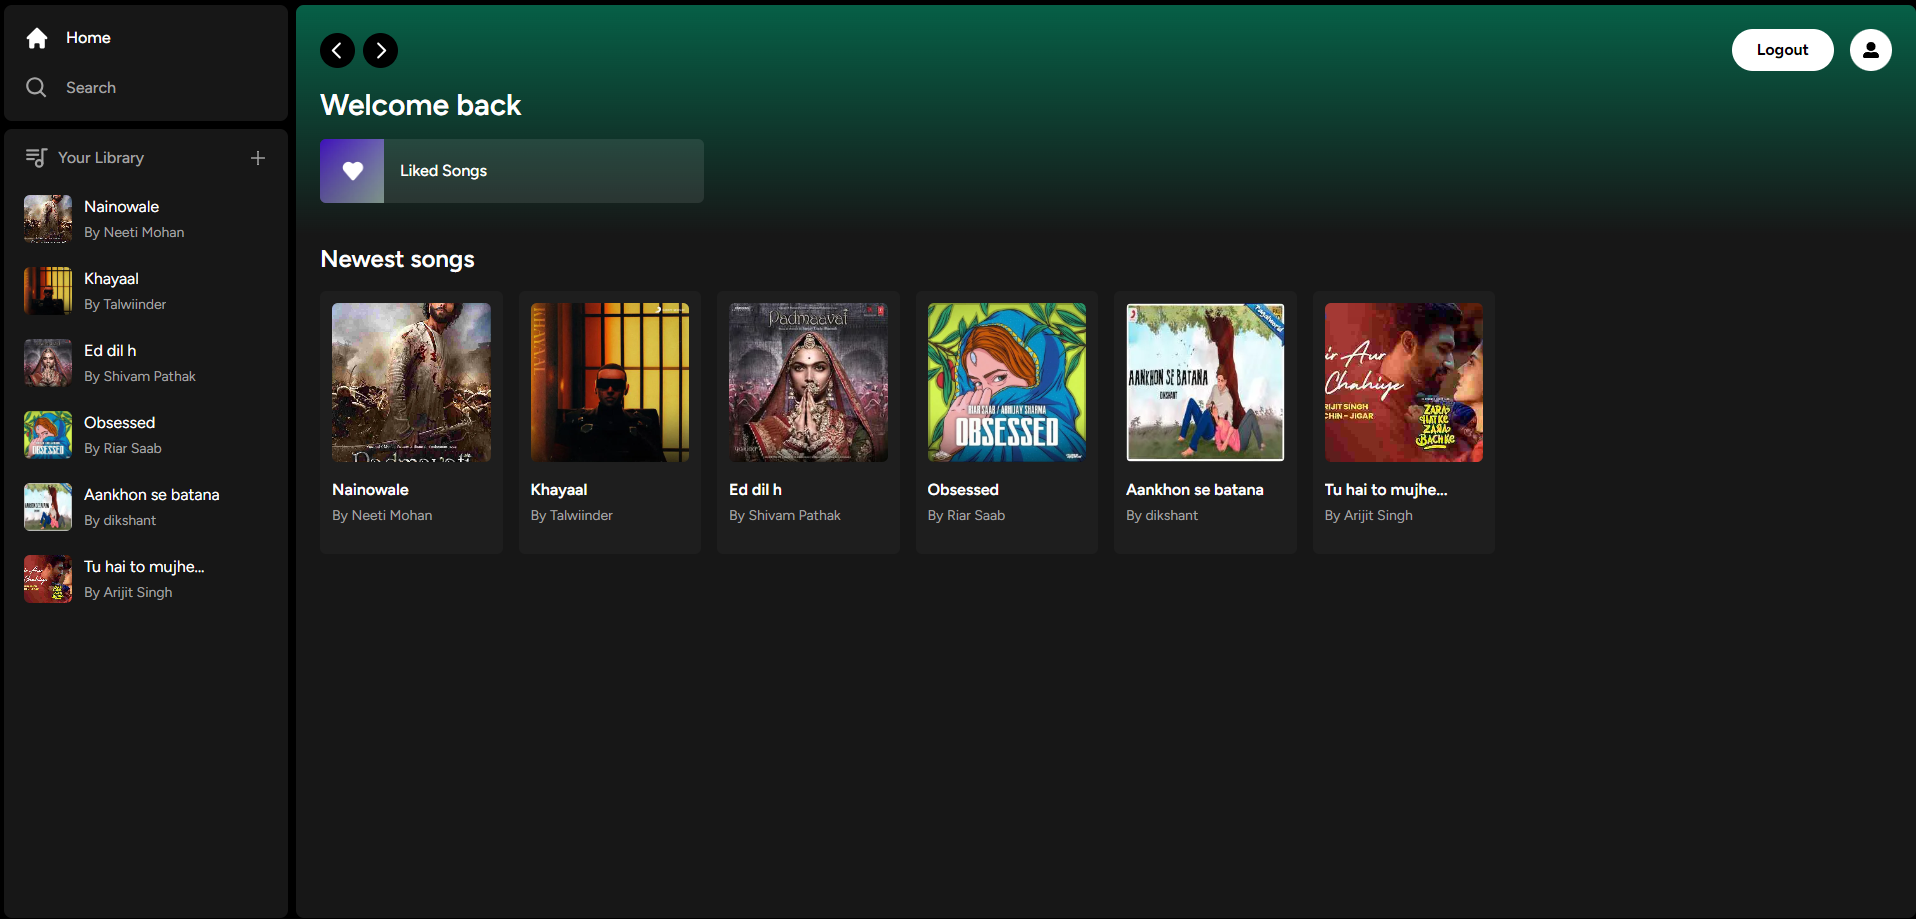 Home
Search
Your Library
Nainowale
By Neeti Mohan
Khayaal
By Talwiinder
Ed dil h
By Shivam Pathak
Obsessed
By Riar Saab
Aankhon se batana
By dikshant
Tu hai to mujhe...
By Arijit Singh
Logout
Welcome back
Liked Songs
Newest songs
Padmavati
Nainowale
By Neeti Mohan
KHAYAAL
Khayaal
By Talwiinder
Padmaavat
Ed dil h
By Shivam Pathak
RIAR SAAB / ABHIJAY SHARMA
OBSESSED
Obsessed
By Riar Saab
AANKHON SE BATANA
DIKSHANT
Aankhon se batana
By dikshant
ir Aur
Chahiye
RIJIT SINGH
CHIN - JIGAR
ZARA
HATKE
ZARA
BACHKE
Tu hai to mujhe...
By Arijit Singh